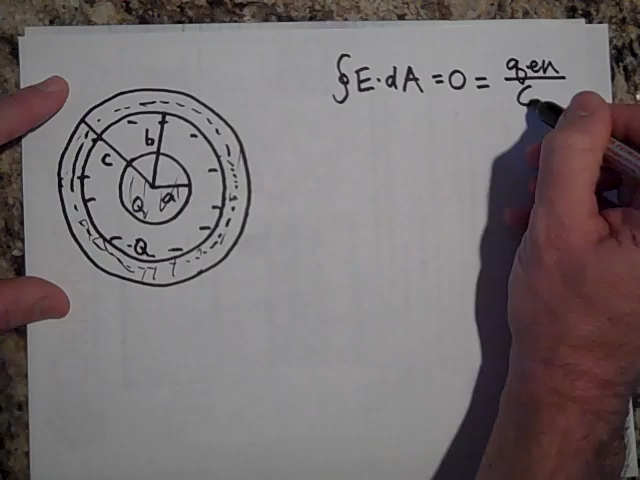 ∮E·dA = 0 = qen/ϵ
b
c
a
Q
-Q